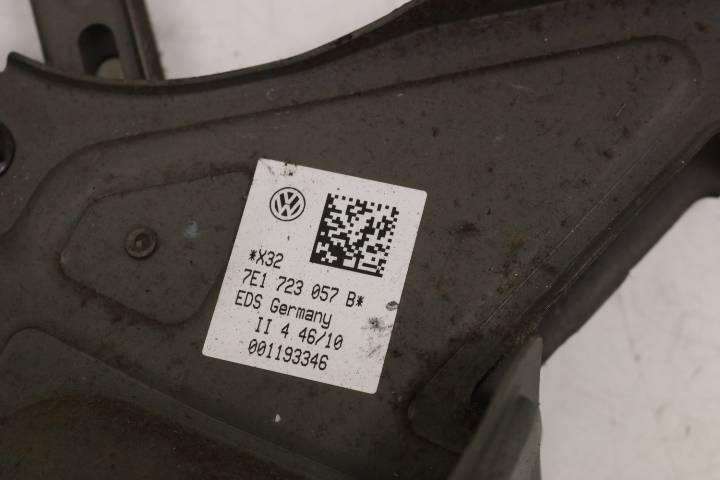 *X32
7E1 723 057 B*
EDS Germany
II 4 46/10
001193346